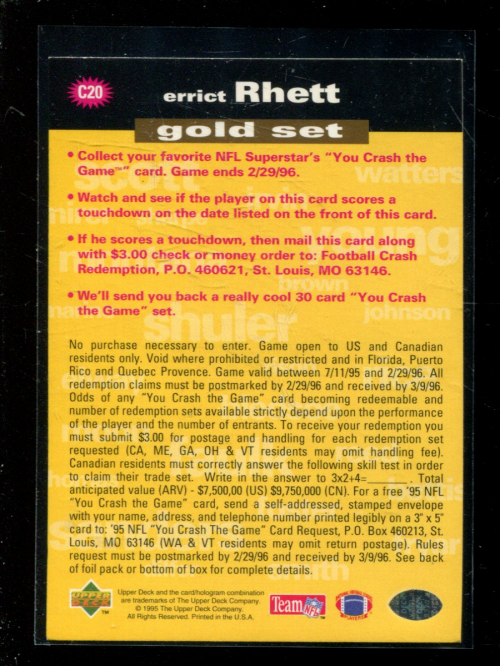 C20
errict Rhett
gold set
• Collect your favorite NFL Superstar's "You Crash the
Game™" card. Game ends 2/29/96.
• Watch and see if the player on this card scores a
touchdown on the date listed on the front of this card.
• If he scores a touchdown, then mail this card along
with $3.00 check or money order to: Football Crash
Redemption, P.O. 460621, St. Louis, MO 63146.
• We'll send you back a really cool 30 card "You Crash
the Game" set.
scott
watters
young
brown
johnson
shuler
smith
No purchase necessary to enter. Game open to US and Canadian
residents only. Void where prohibited or restricted and in Florida, Puerto
Rico and Quebec Provence. Game valid between 7/11/95 and 2/29/96. All
redemption claims must be postmarked by 2/29/96 and received by 3/9/96.
Odds of any "You Crash the Game" card becoming redeemable and
number of redemption sets available strictly depend upon the performance
of the player and the number of entrants. To receive your redemption you
must submit $3.00 for postage and handling for each redemption set
requested (CA, ME, GA, OH & VT residents may omit handling fee).
Canadian residents must correctly answer the following skill test in order
to claim their trade set. Write in the answer to 3x2+4=________. Total
anticipated value (ARV) - $7,500,00 (US) $9,750,000 (CN). For a free '95 NFL
"You Crash the Game" card, send a self-addressed, stamped envelope
with your name, address, and telephone number printed legibly on a 3" x 5"
card to: '95 NFL "You Crash The Game" Card Request, P.O. Box 460213, St.
Louis, MO 63146 (WA & VT residents may omit return postage). Rules
request must be postmarked by 2/29/96 and received by 3/9/96. See back
of foil pack or bottom of box for complete details.
UPPER DECK ™
Upper Deck and the card/hologram combination
are trademarks of The Upper Deck Company.
© 1995 The Upper Deck Company.
All Rights Reserved. Printed in the U.S.A.
Team NFL